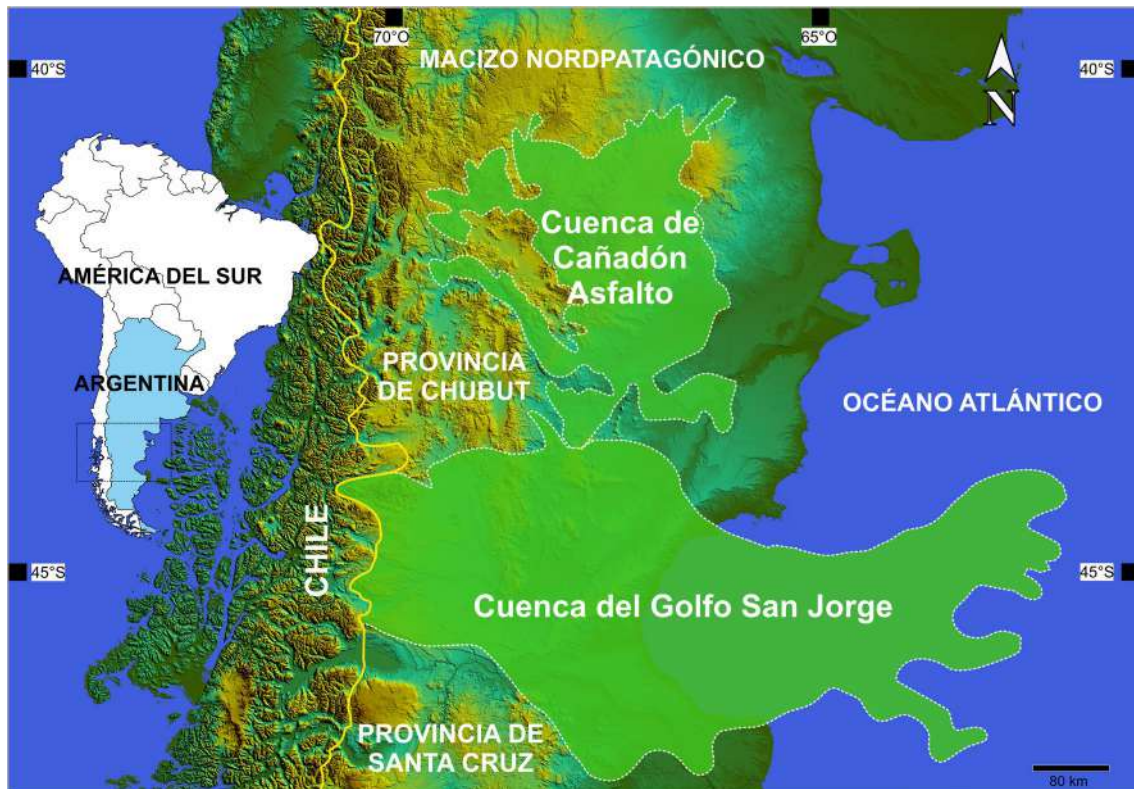 70°O
65°O
MACIZO NORDPATAGÓNICO
40°S
40°S
N
Cuenca de
Cañadón
Asfalto
AMÉRICA DEL SUR
ARGENTINA
PROVINCIA
DE CHUBUT
OCÉANO ATLÁNTICO
CHILE
45°S
45°S
Cuenca del Golfo San Jorge
PROVINCIA DE
SANTA CRUZ
80 km